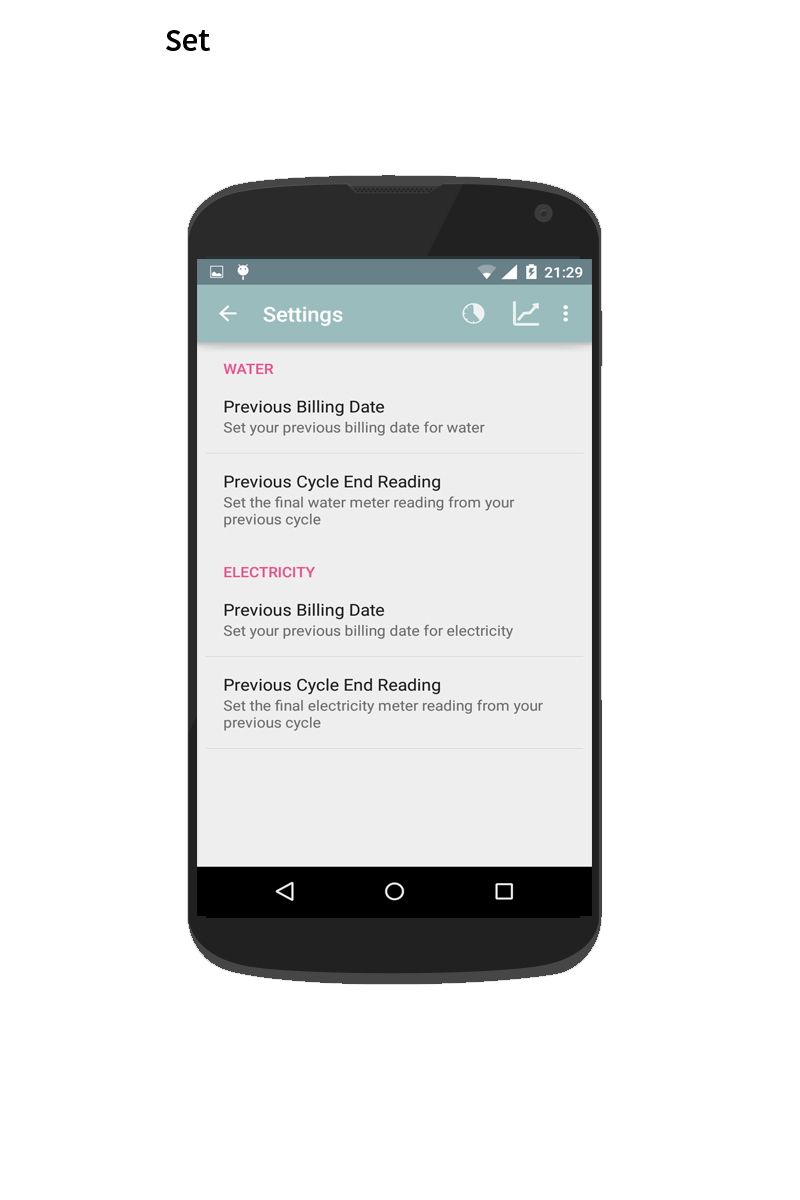 Set
21:29
Settings
WATER
Previous Billing Date
Set your previous billing date for water
Previous Cycle End Reading
Set the final water meter reading from your
previous cycle
ELECTRICITY
Previous Billing Date
Set your previous billing date for electricity
Previous Cycle End Reading
Set the final electricity meter reading from your
previous cycle